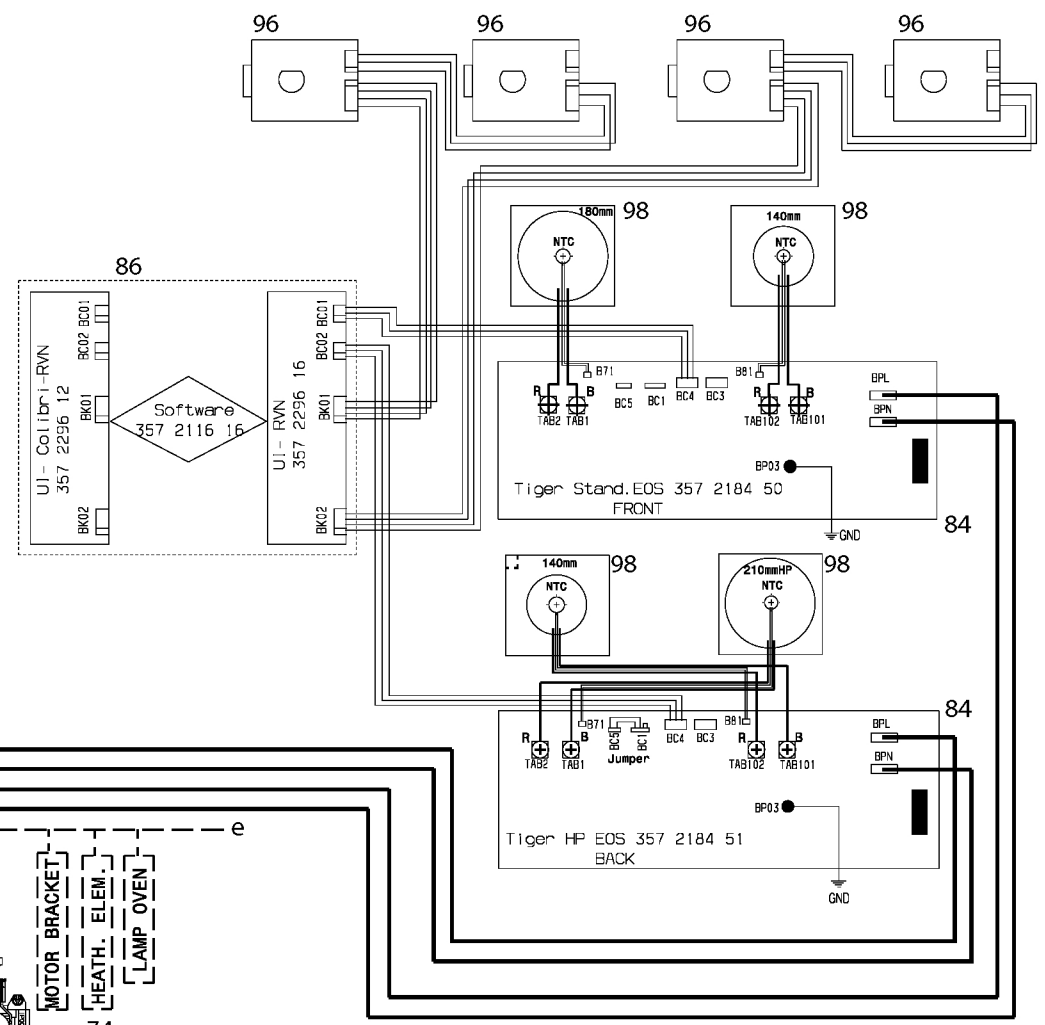 96
96
96
96
180mm
98
NTC
140mm
98
NTC
86
UI- Colibri-RVN
357 2296 12
BC01
BC02
BK01
BK02
Software
357 2116 16
UI- RVN
357 2296 16
BC01
BC02
BK01
BK02
R
B
TAB2
TAB1
B71
BC5
BC1
BC4
BC3
B81
R
B
TAB102
TAB101
BPL
BPN
BP03
Tiger Stand.EOS 357 2184 50
FRONT
GND
84
140mm
98
NTC
210mmHP
98
NTC
84
R
B
TAB2
TAB1
B71
BC5
BC1
Jumper
BC4
BC3
B81
R
B
TAB102
TAB101
BPL
BPN
BP03
Tiger HP EOS 357 2184 51
BACK
GND
e
MOTOR BRACKET
HEATH. ELEM.
LAMP OVEN
74